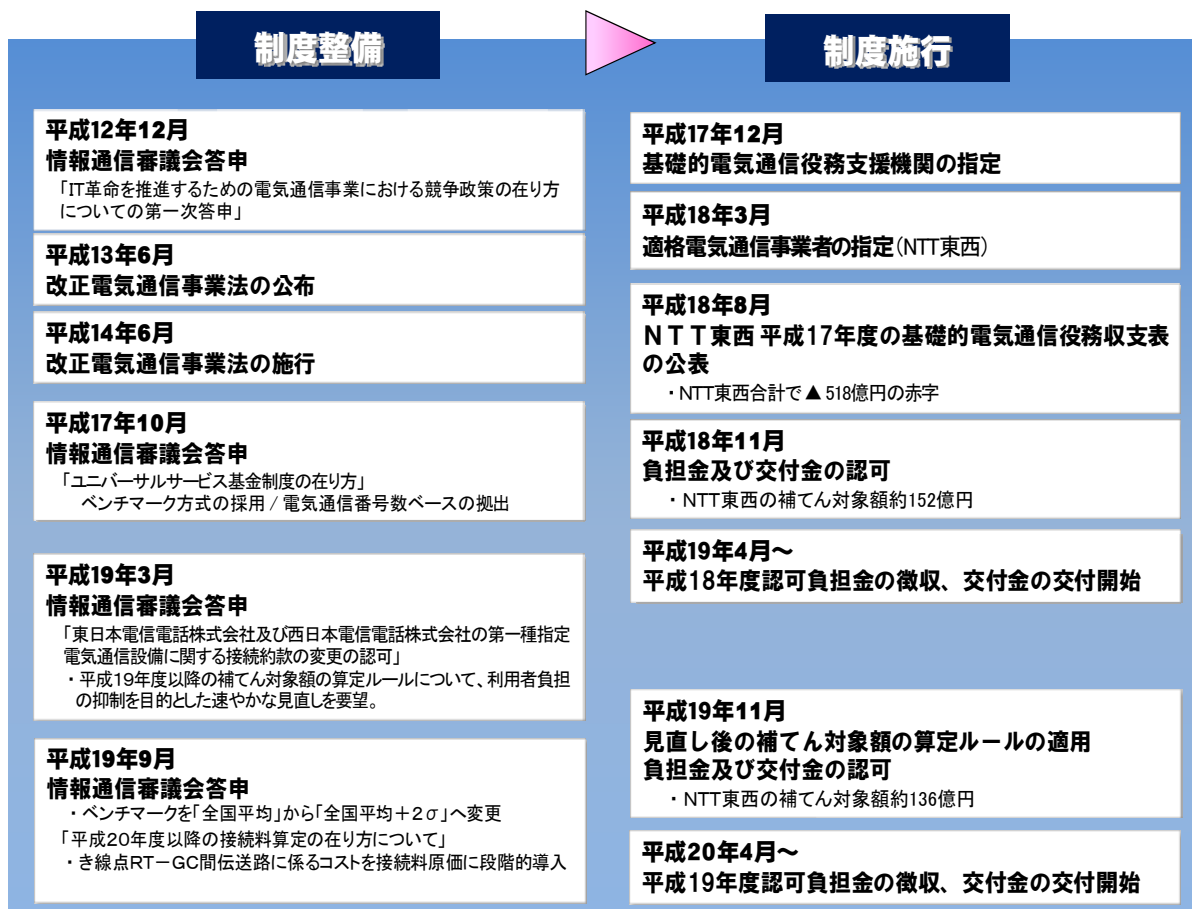 制度整備
制度施行
平成12年12月
情報通信審議会答申
「IT革命を推進するための電気通信事業における競争政策の在り方
についての第一次答申」
平成13年6月
改正電気通信事業法の公布
平成14年6月
改正電気通信事業法の施行
平成17年10月
情報通信審議会答申
「ユニバーサルサービス基金制度の在り方」
ベンチマーク方式の採用 / 電気通信番号数ベースの拠出
平成19年3月
情報通信審議会答申
「東日本電信電話株式会社及び西日本電信電話株式会社の第一種指定
電気通信設備に関する接続約款の変更の認可」
・平成19年度以降の補てん対象額の算定ルールについて、利用者負担
の抑制を目的とした速やかな見直しを要望。
平成19年9月
情報通信審議会答申
・ベンチマークを「全国平均」から「全国平均＋2σ」へ変更
「平成20年度以降の接続料算定の在り方について」
・き線点RT－GC間伝送路に係るコストを接続料原価に段階的導入
平成17年12月
基礎的電気通信役務支援機関の指定
平成18年3月
適格電気通信事業者の指定（NTT東西）
平成18年8月
ＮＴＴ東西 平成17年度の基礎的電気通信役務収支表
の公表
・NTT東西合計で▲518億円の赤字
平成18年11月
負担金及び交付金の認可
・NTT東西の補てん対象額約152億円
平成19年4月～
平成18年度認可負担金の徴収、交付金の交付開始
平成19年11月
見直し後の補てん対象額の算定ルールの適用
負担金及び交付金の認可
・NTT東西の補てん対象額約136億円
平成20年4月～
平成19年度認可負担金の徴収、交付金の交付開始